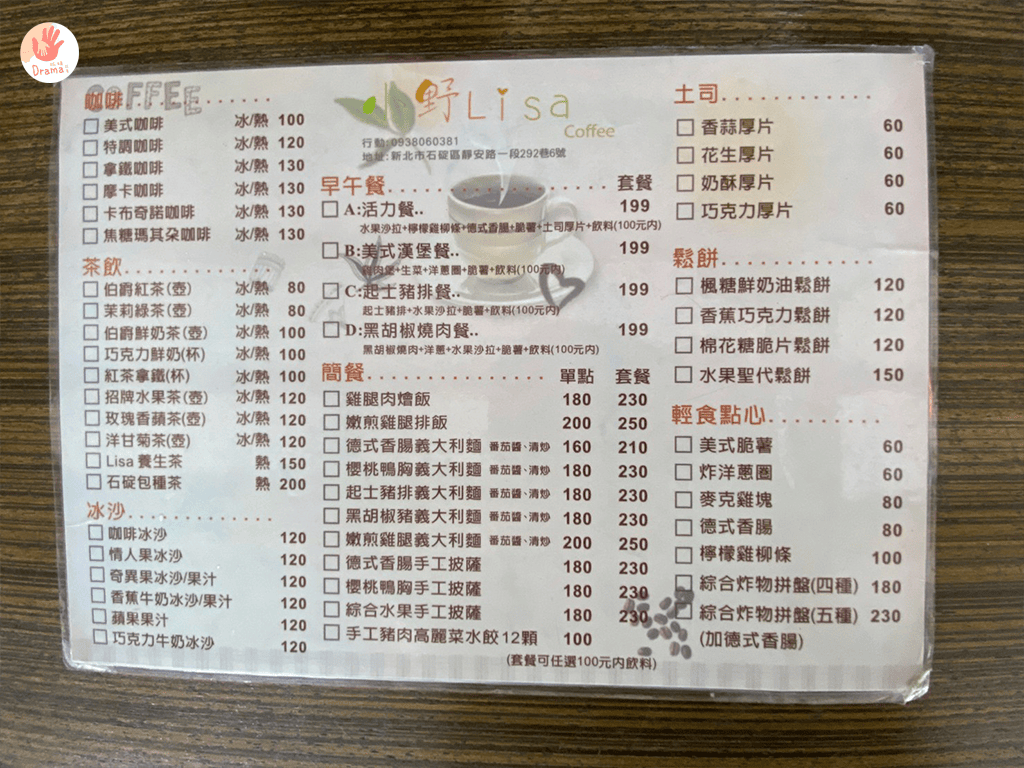 Dramai
COFFEE
咖啡......
美式咖啡 冰/熱 100
特調咖啡 冰/熱 120
拿鐵咖啡 冰/熱 130
摩卡咖啡 冰/熱 130
卡布奇諾咖啡 冰/熱 130
焦糖瑪其朵咖啡 冰/熱 130
茶飲.............
伯爵紅茶(壺) 冰/熱 80
茉莉綠茶(壺) 冰/熱 80
伯爵鮮奶茶(壺) 冰/熱 100
巧克力鮮奶(杯) 冰/熱 100
紅茶拿鐵(杯) 冰/熱 100
招牌水果茶(壺) 冰/熱 120
玫瑰香蘋茶(壺) 冰/熱 120
洋甘菊茶(壺) 冰/熱 120
Lisa 養生茶 熱 150
石碇包種茶 熱 200
冰沙.............
咖啡冰沙 120
情人果冰沙 120
奇異果冰沙/果汁 120
香蕉牛奶冰沙/果汁 120
蘋果果汁 120
巧克力牛奶冰沙 120
小野Lisa
Coffee
行動:0938060381
地址:新北市石碇區靜安路一段292巷6號
早午餐.................. 套餐
A:活力餐.. 199
水果沙拉+檸檬雞柳條+德式香腸+脆薯+土司厚片+飲料(100元內)
B:美式漢堡餐.. 199
雞肉堡+生菜+洋蔥圈+脆薯+飲料(100元內)
C:起士豬排餐.. 199
起士豬排+水果沙拉+脆薯+飲料(100元內)
D:黑胡椒燒肉餐.. 199
黑胡椒燒肉+洋蔥+水果沙拉+脆薯+飲料(100元內)
簡餐................ 單點 套餐
雞腿肉燴飯 180 230
嫩煎雞腿排飯 200 250
德式香腸義大利麵 番茄醬、清炒 160 210
櫻桃鴨胸義大利麵 番茄醬、清炒 180 230
起士豬排義大利麵 番茄醬、清炒 180 230
黑胡椒豬義大利麵 番茄醬、清炒 180 230
嫩煎雞腿義大利麵 番茄醬、清炒 200 250
德式香腸手工披薩 180 230
櫻桃鴨胸手工披薩 180 230
綜合水果手工披薩 180 230
手工豬肉高麗菜水餃12顆 100
(套餐可任選100元內飲料)
土司.............
香蒜厚片 60
花生厚片 60
奶酥厚片 60
巧克力厚片 60
鬆餅.............
楓糖鮮奶油鬆餅 120
香蕉巧克力鬆餅 120
棉花糖脆片鬆餅 120
水果聖代鬆餅 150
輕食點心.........
美式脆薯 60
炸洋蔥圈 60
麥克雞塊 80
德式香腸 80
檸檬雞柳條 100
綜合炸物拼盤(四種) 180
綜合炸物拼盤(五種) 230
(加德式香腸)